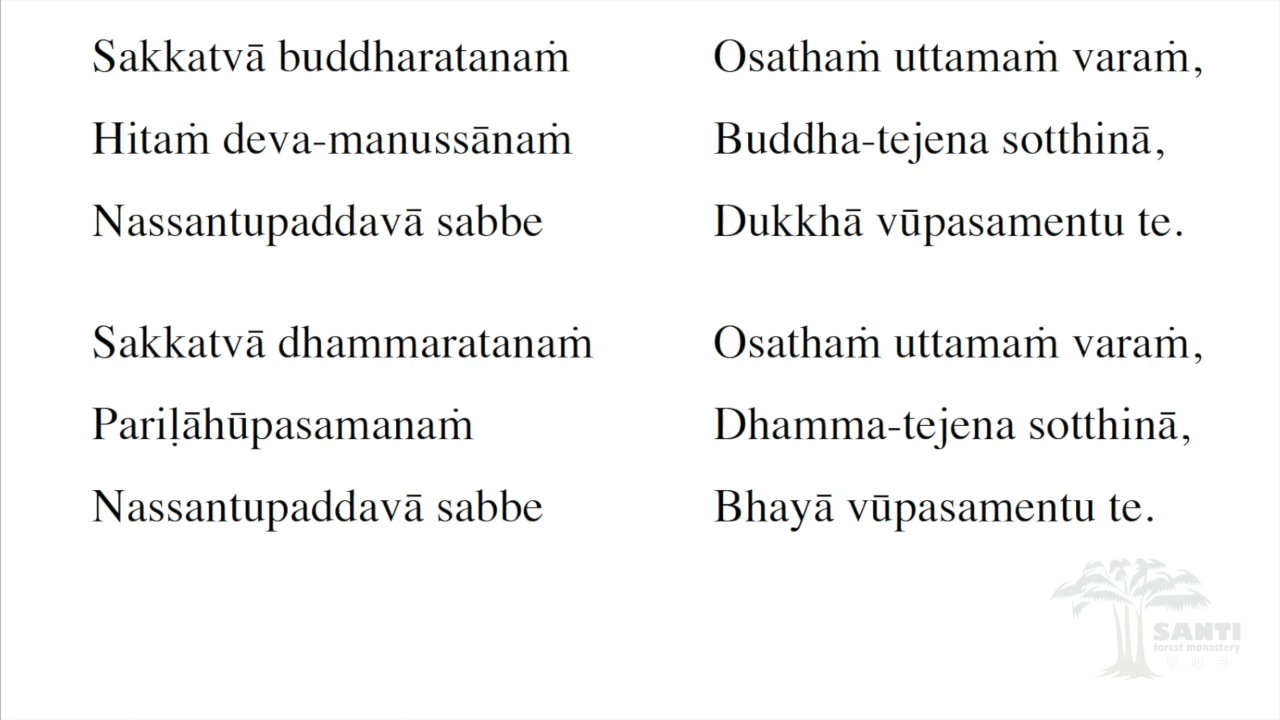 Sakkatvā buddharatanaṁ Osathaṁ uttamaṁ varaṁ,
Hitaṁ deva-manussānaṁ Buddha-tejena sotthinā,
Nassantupaddavā sabbe Dukkhā vūpasamentu te.
Sakkatvā dhammaratanaṁ Osathaṁ uttamaṁ varaṁ,
Pariḷāhūpasamanaṁ Dhamma-tejena sotthinā,
Nassantupaddavā sabbe Bhayā vūpasamentu te.
SANTI
forest monastery